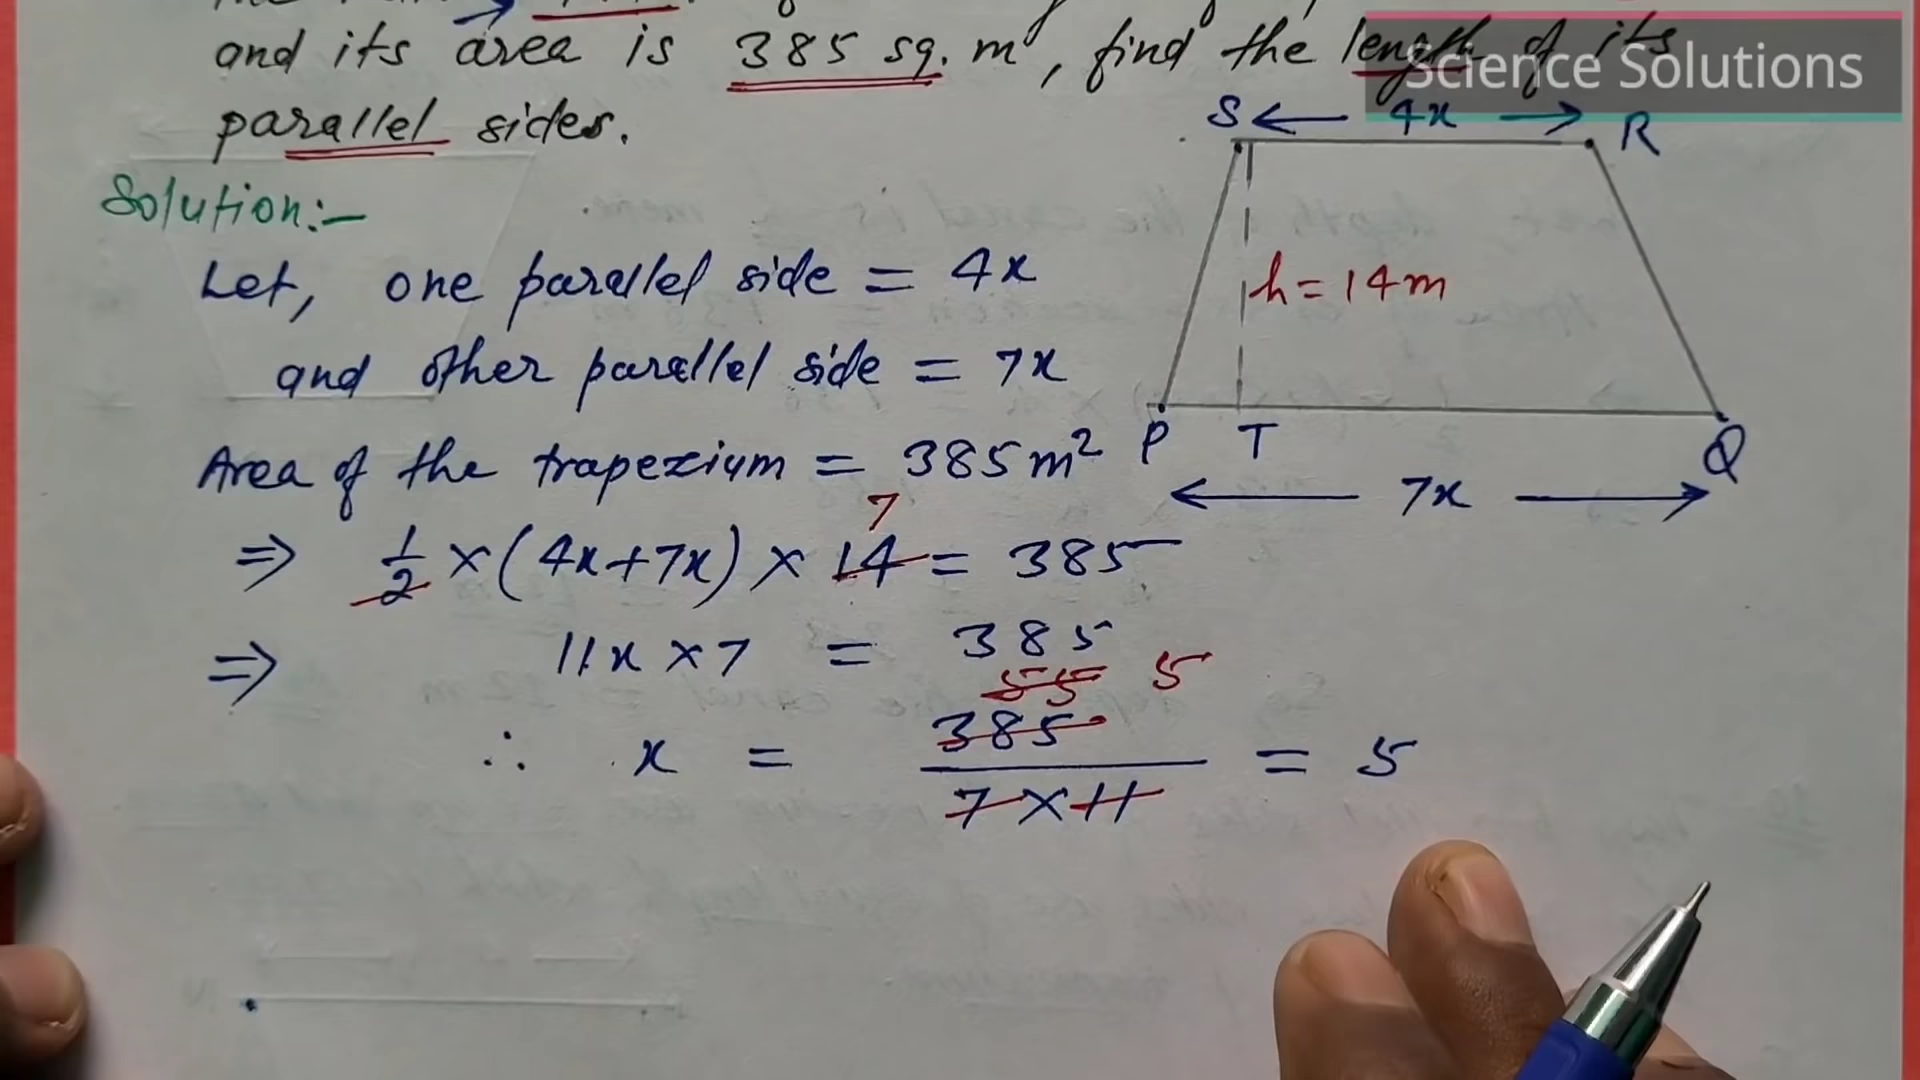 and its area is 385 sq. m, find the length of its
parallel sides.
Science Solutions
S 4x R
Solution:-
Let, one parallel side = 4x
h = 14m
and other parallel side = 7x
P T Q
Area of the trapezium = 385m²
7x
7
⇒ 1/2 × (4x+7x) × 14 = 385
⇒ 11x × 7 = 385
55 5
∴ x = 385/7×11 = 5